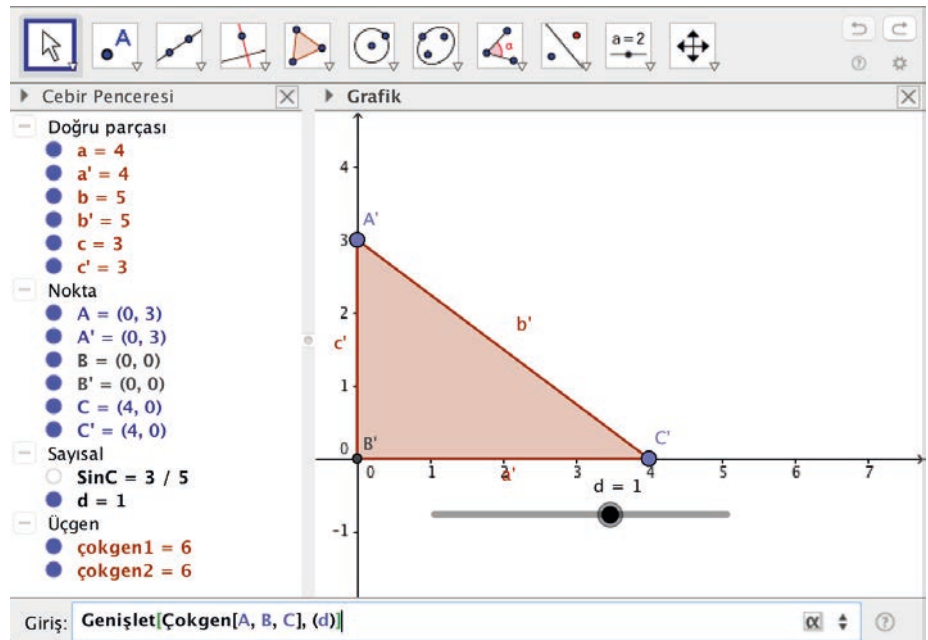 A
α
a=2
Cebir Penceresi
Grafik
Doğru parçası
a = 4
a' = 4
b = 5
b' = 5
c = 3
c' = 3
Nokta
A = (0, 3)
A' = (0, 3)
B = (0, 0)
B' = (0, 0)
C = (4, 0)
C' = (4, 0)
Sayısal
SinC = 3 / 5
d = 1
Üçgen
çokgen1 = 6
çokgen2 = 6
4
3
2
1
0
-1
0 1 2 3 4 5 6 7
A'
b'
c'
B'
C'
a'
d = 1
Giriş: Genişlet[Çokgen[A, B, C], (d)]
α